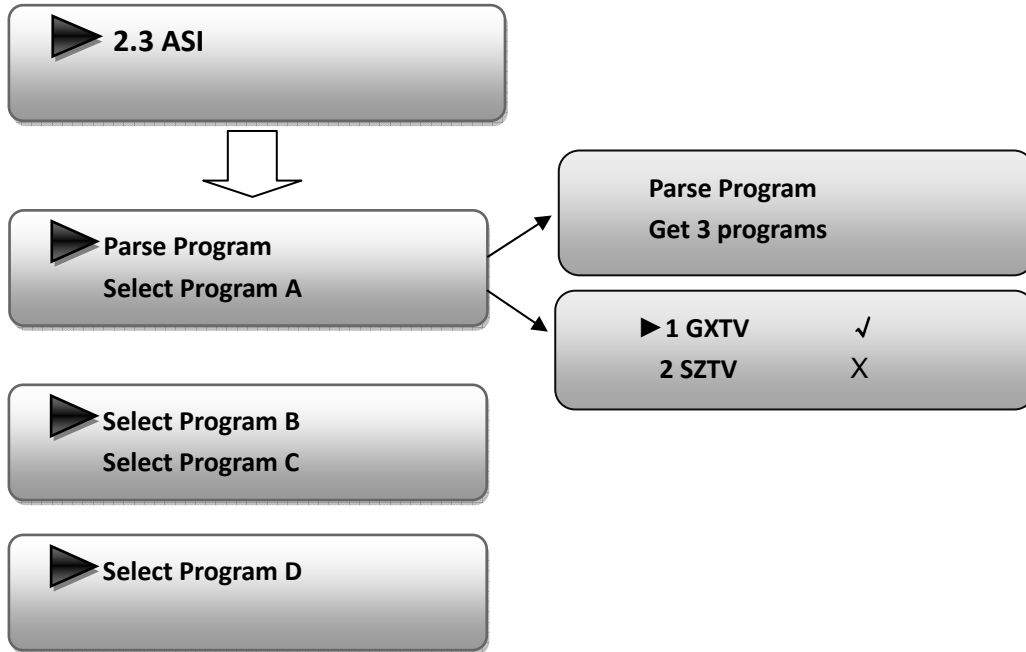 2.3 ASI
Parse Program
Select Program A
Parse Program
Get 3 programs
►1 GXTV √
2 SZTV X
Select Program B
Select Program C
Select Program D